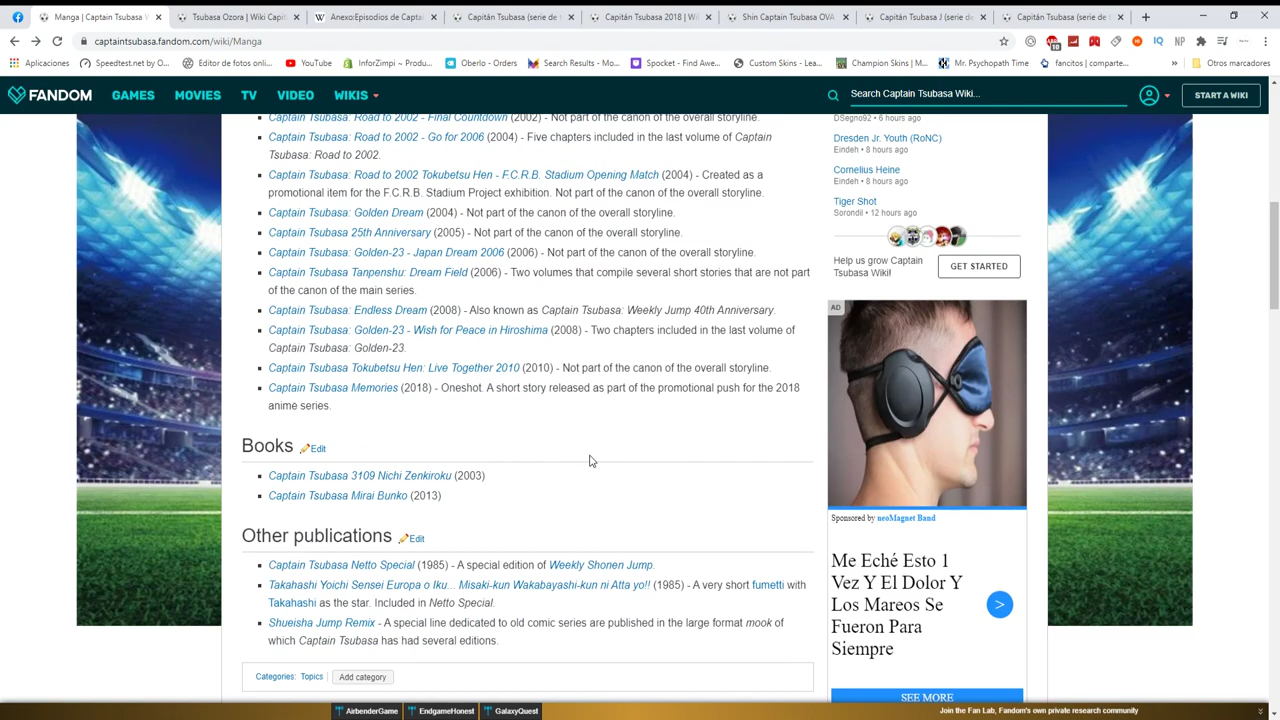 Manga | Captain Tsubasa W
Tsubasa Ozora | Wiki Capit
Anexo:Episodios de Capta
Capitán Tsubasa (serie de
Capitán Tsubasa 2018 | Wi
Shin Captain Tsubasa OVA
Capitán Tsubasa J (serie de
Capitán Tsubasa (serie de t
captaintsubasa.fandom.com/wiki/Manga
10
IQ
NP
Aplicaciones
Speedtest.net by O...
Editor de fotos onli...
YouTube
InforZimpi ~ Produ...
Oberlo - Orders
Search Results - Mo...
Spocket - Find Awe...
Custom Skins - Lea...
Champion Skins | M...
Mr. Psychopath Time
fancitos | comparte...
»
Otros marcadores
FANDOM GAMES MOVIES TV VIDEO WIKIS
Search Captain Tsubasa Wiki...
START A WIKI
Captain Tsubasa: Road to 2002 - Final Countdown (2002) - Not part of the canon of the overall storyline.
Captain Tsubasa: Road to 2002 - Go for 2006 (2004) - Five chapters included in the last volume of Captain
Tsubasa: Road to 2002.
Captain Tsubasa: Road to 2002 Tokubetsu Hen - F.C.R.B. Stadium Opening Match (2004) - Created as a
promotional item for the F.C.R.B. Stadium Project exhibition. Not part of the canon of the overall storyline.
Captain Tsubasa: Golden Dream (2004) - Not part of the canon of the overall storyline.
Captain Tsubasa 25th Anniversary (2005) - Not part of the canon of the overall storyline.
Captain Tsubasa: Golden-23 - Japan Dream 2006 (2006) - Not part of the canon of the overall storyline.
Captain Tsubasa Tanpenshu: Dream Field (2006) - Two volumes that compile several short stories that are not part
of the canon of the main series.
Captain Tsubasa: Endless Dream (2008) - Also known as Captain Tsubasa: Weekly Jump 40th Anniversary.
Captain Tsubasa: Golden-23 - Wish for Peace in Hiroshima (2008) - Two chapters included in the last volume of
Captain Tsubasa: Golden-23.
Captain Tsubasa Tokubetsu Hen: Live Together 2010 (2010) - Not part of the canon of the overall storyline.
Captain Tsubasa Memories (2018) - Oneshot. A short story released as part of the promotional push for the 2018
anime series.
Books Edit
Captain Tsubasa 3109 Nichi Zenkiroku (2003)
Captain Tsubasa Mirai Bunko (2013)
Other publications Edit
Captain Tsubasa Netto Special (1985) - A special edition of Weekly Shonen Jump.
Takahashi Yoichi Sensei Europa o Iku... Misaki-kun Wakabayashi-kun ni Atta yo!! (1985) - A very short fumetti with
Takahashi as the star. Included in Netto Special.
Shueisha Jump Remix - A special line dedicated to old comic series are published in the large format mook of
which Captain Tsubasa has had several editions.
Categories: Topics Add category
DSegno92 • 6 hours ago
Dresden Jr. Youth (RoNC)
Eindeh • 8 hours ago
Cornelius Heine
Eindeh • 8 hours ago
Tiger Shot
Sorondil • 12 hours ago
Help us grow Captain
Tsubasa Wiki!
GET STARTED
AD
Sponsored by neoMagnet Band
Me Eché Esto 1
Vez Y El Dolor Y
Los Mareos Se
Fueron Para
Siempre
>
SEE MORE
AirbenderGame
EndgameHonest
GalaxyQuest
Join the Fan Lab, Fandom's own private research community